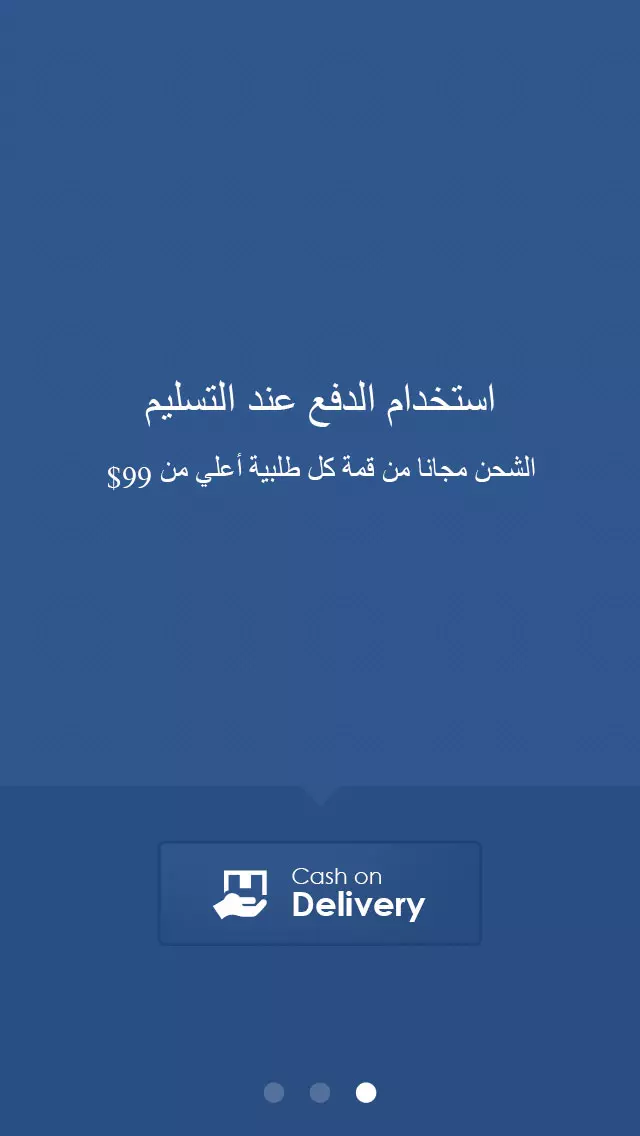 استخدام الدفع عند التسليم
الشحن مجانا من قمة كل طلبية أعلي من 99$
Cash on
Delivery